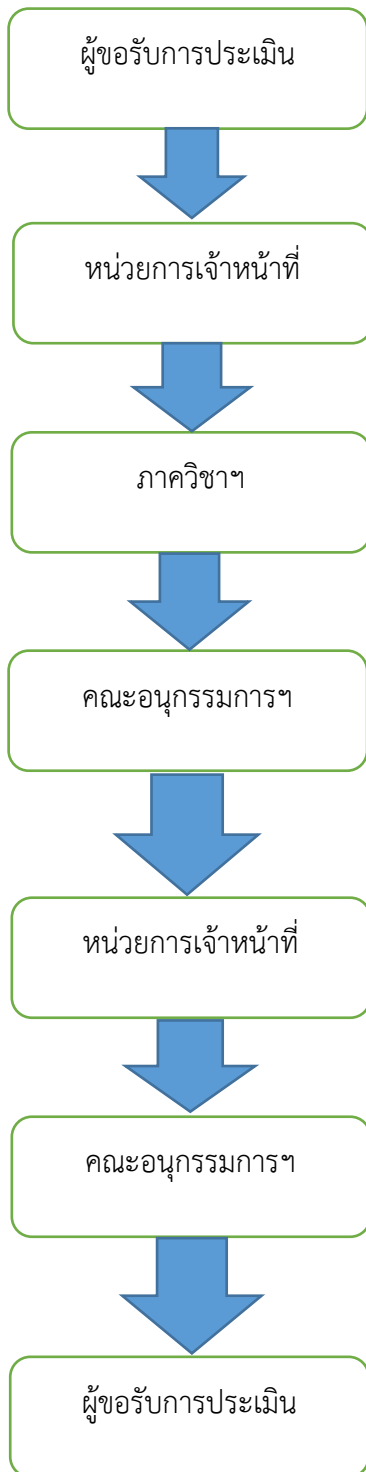 ผู้ขอรับการประเมิน
หน่วยการเจ้าหน้าที่
ภาควิชาฯ
คณะอนุกรรมการฯ
หน่วยการเจ้าหน้าที่
คณะอนุกรรมการฯ
ผู้ขอรับการประเมิน